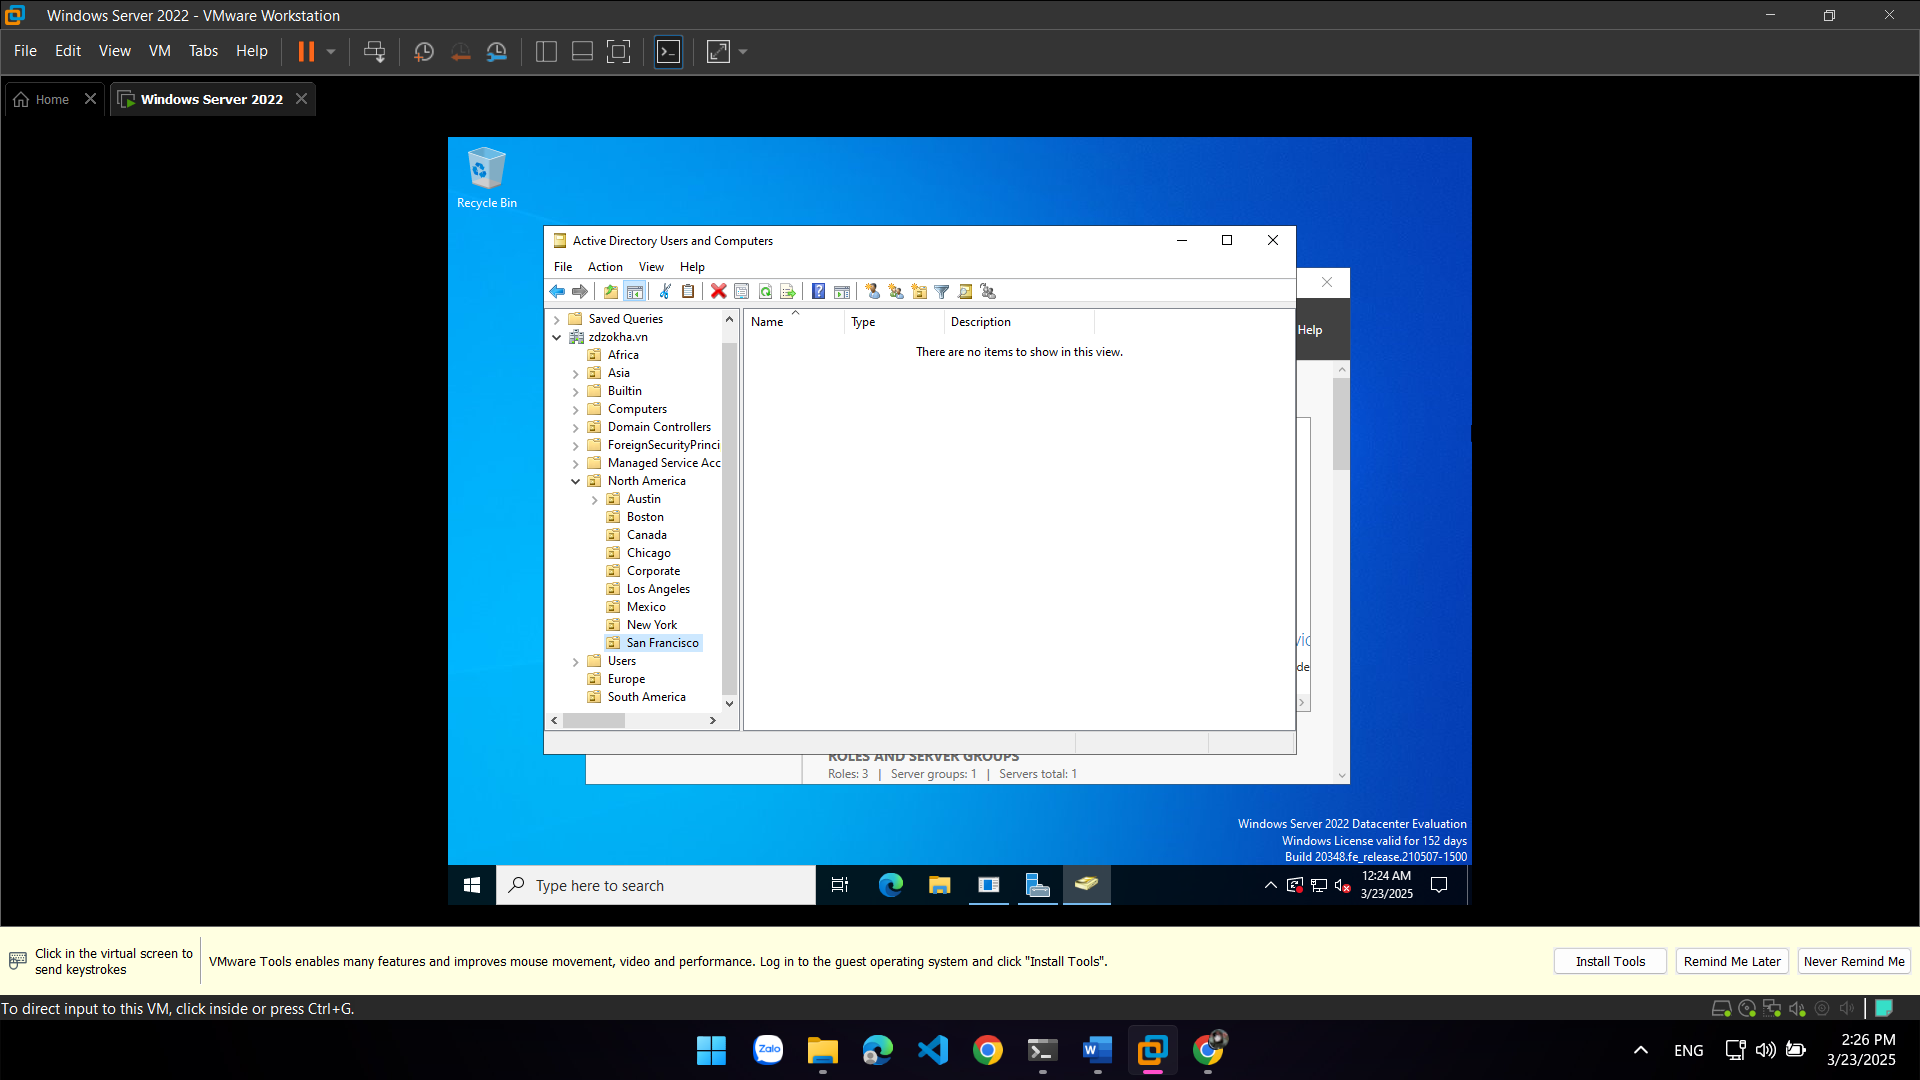 Windows Server 2022 - VMware Workstation
File Edit View VM Tabs Help
Home
Windows Server 2022
Recycle Bin
Active Directory Users and Computers
File Action View Help
Help
Saved Queries
zdzokha.vn
Africa
Asia
Builtin
Computers
Domain Controllers
ForeignSecurityPrinci
Managed Service Acc
North America
Austin
Boston
Canada
Chicago
Corporate
Los Angeles
Mexico
New York
San Francisco
Users
Europe
South America
Name Type Description
There are no items to show in this view.
ROLES AND SERVER GROUPS
Roles: 3 | Server groups: 1 | Servers total: 1
Windows Server 2022 Datacenter Evaluation
Windows License valid for 152 days
Build 20348.fe_release.210507-1500
Type here to search
12:24 AM
3/23/2025
Click in the virtual screen to
send keystrokes
VMware Tools enables many features and improves mouse movement, video and performance. Log in to the guest operating system and click "Install Tools".
Install Tools
Remind Me Later
Never Remind Me
To direct input to this VM, click inside or press Ctrl+G.
Zalo
ENG
2:26 PM
3/23/2025